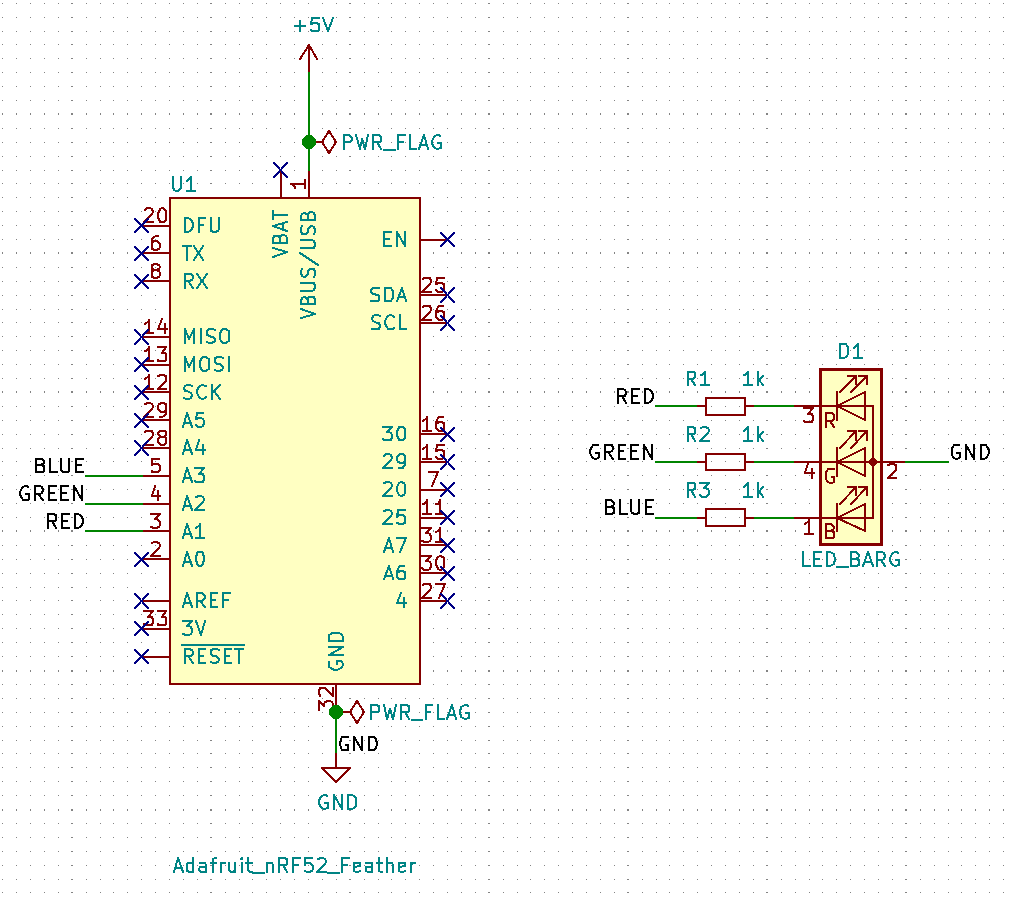 +5V
PWR_FLAG
U1
1
20
DFU
VBAT
VBUS/USB
6
TX
EN
8
RX
25
SDA
26
SCL
14
MISO
13
MOSI
12
SCK
29
A5
28
A4
16
30
15
29
BLUE
5
A3
7
20
GREEN
4
A2
11
25
RED
3
A1
31
A7
2
A0
30
A6
AREF
27
4
33
3V
RESET
GND
32
PWR_FLAG
GND
GND
Adafruit_nRF52_Feather
D1
R1 1k
RED
3
R
R2 1k
GREEN
4
G
2
GND
R3 1k
BLUE
1
B
LED_BARG